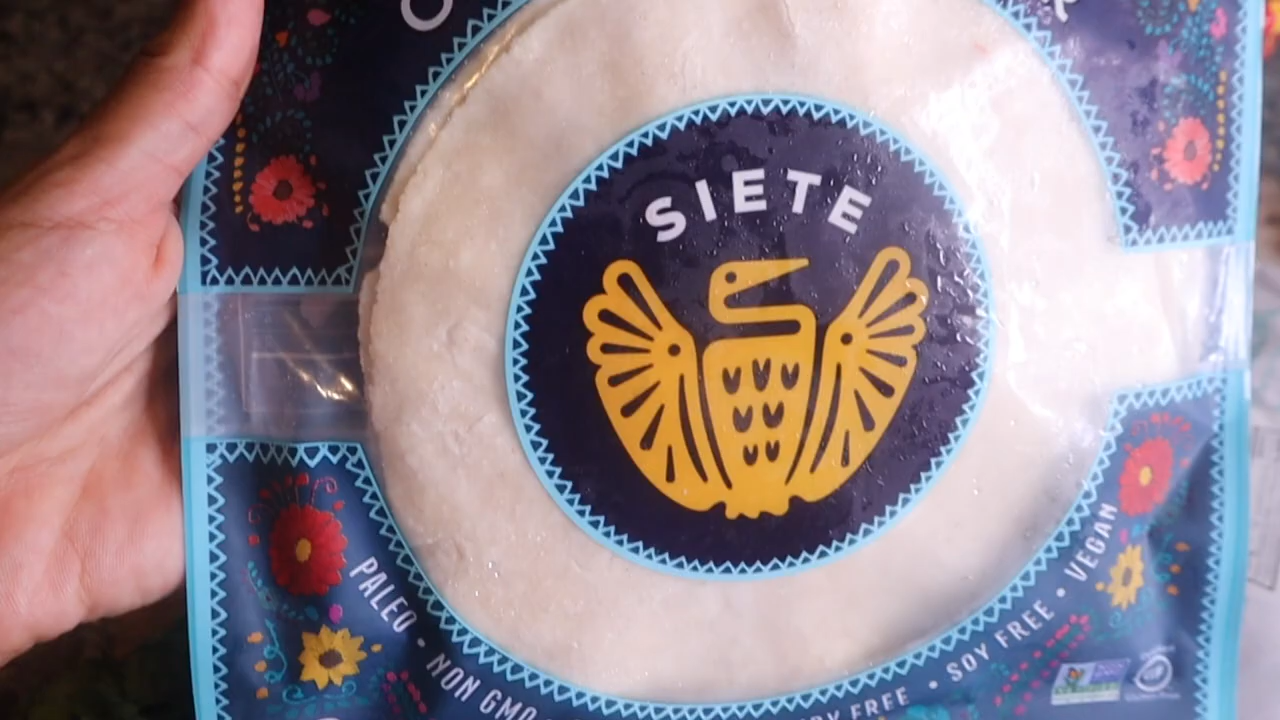 SIETE
PALEO • NON GMO
FREE • SOY FREE • VEGAN